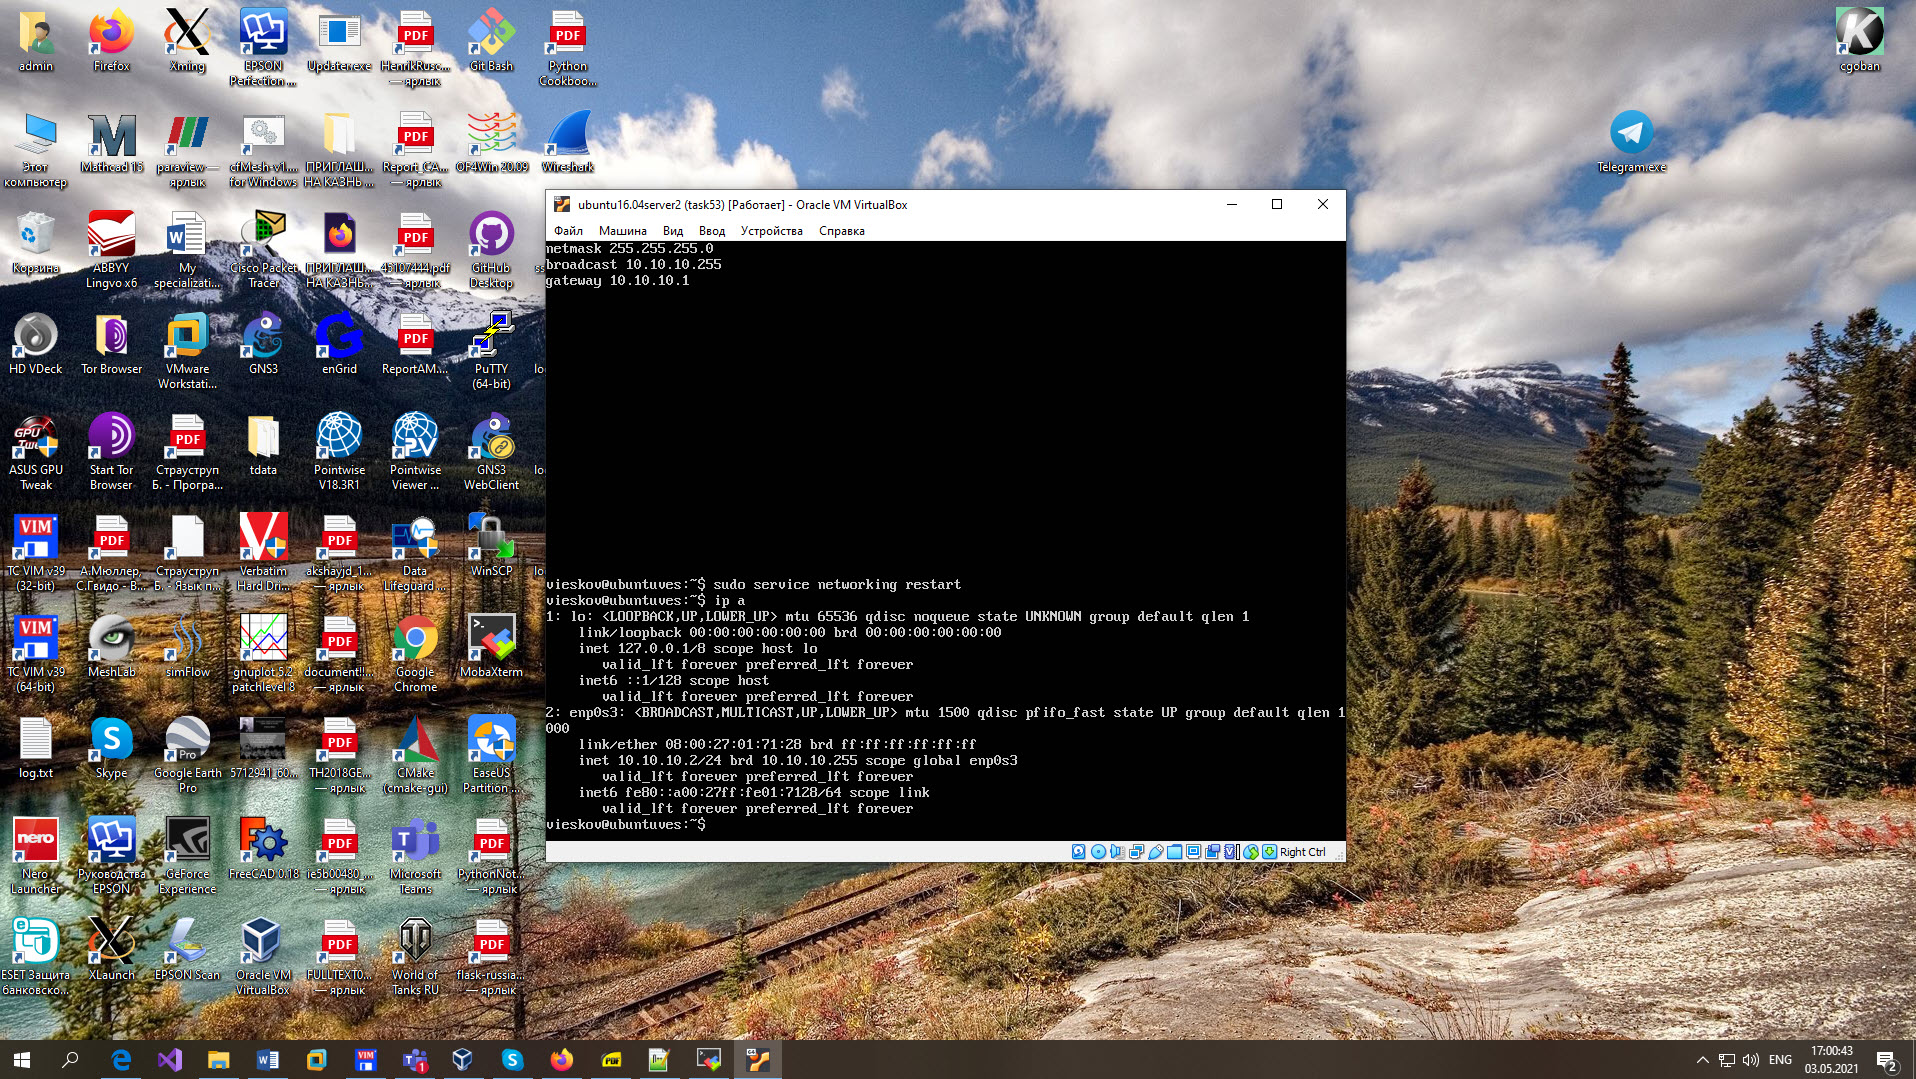 admin
Firefox
Xming
EPSON
Perfection ...
Updater.exe
HenrikRusc...
— ярлык
Git Bash
Python
Cookboo...
cgoban
Этот
компьютер
Mathcad 15
paraview —
ярлык
cfMesh-v1....
for Windows
ПРИГЛАШ...
НА КАЗНЬ ...
Report_CA...
— ярлык
OF4Win 20.09
Wireshark
Telegram.exe
Корзина
ABBYY
Lingvo x6
My
specializati...
Cisco Packet
Tracer
ПРИГЛАШ...
НА КАЗНЬ...
45107444.pdf
— ярлык
GitHub
Desktop
HD VDeck
Tor Browser
VMware
Workstati...
GNS3
enGrid
ReportAM....
PuTTY
(64-bit)
ASUS GPU
Tweak
Start Tor
Browser
Страуструп
Б. - Програ...
tdata
Pointwise
V18.3R1
Pointwise
Viewer ...
GNS3
WebClient
TC VIM v39
(32-bit)
А.Мюллер,
С.Гвидо - В...
Страуструп
Б. - Язык п...
Verbatim
Hard Dri...
akshayjd_1...
— ярлык
Data
Lifeguard...
WinSCP
TC VIM v39
(64-bit)
MeshLab
simFlow
gnuplot 5.2
patchlevel 8
document!!...
— ярлык
Google
Chrome
MobaXterm
log.txt
Skype
Google Earth
Pro
5712941_60...
TH2018GE...
— ярлык
CMake
(cmake-gui)
EaseUS
Partition ...
Nero
Launcher
Руководства
EPSON
GeForce
Experience
FreeCAD 0.18
ie5b00480_...
— ярлык
Microsoft
Teams
PythonNot...
— ярлык
ESET Защита
банковско...
XLaunch
EPSON Scan
Oracle VM
VirtualBox
FULLTEXT0...
— ярлык
World of
Tanks RU
flask-russia...
— ярлык
ubuntu16.04server2 (task53) [Работает] - Oracle VM VirtualBox
Файл Машина Вид Ввод Устройства Справка
netmask 255.255.255.0
broadcast 10.10.10.255
gateway 10.10.10.1
vieskov@ubuntuves:~$ sudo service networking restart
vieskov@ubuntuves:~$ ip a
1: lo: <LOOPBACK,UP,LOWER_UP> mtu 65536 qdisc noqueue state UNKNOWN group default qlen 1
link/loopback 00:00:00:00:00:00 brd 00:00:00:00:00:00
inet 127.0.0.1/8 scope host lo
valid_lft forever preferred_lft forever
inet6 ::1/128 scope host
valid_lft forever preferred_lft forever
2: enp0s3: <BROADCAST,MULTICAST,UP,LOWER_UP> mtu 1500 qdisc pfifo_fast state UP group default qlen 1
000
link/ether 08:00:27:01:71:28 brd ff:ff:ff:ff:ff:ff
inet 10.10.10.2/24 brd 10.10.10.255 scope global enp0s3
valid_lft forever preferred_lft forever
inet6 fe80::a00:27ff:fe01:7128/64 scope link
valid_lft forever preferred_lft forever
vieskov@ubuntuves:~$
Right Ctrl
ENG
17:00:43
03.05.2021